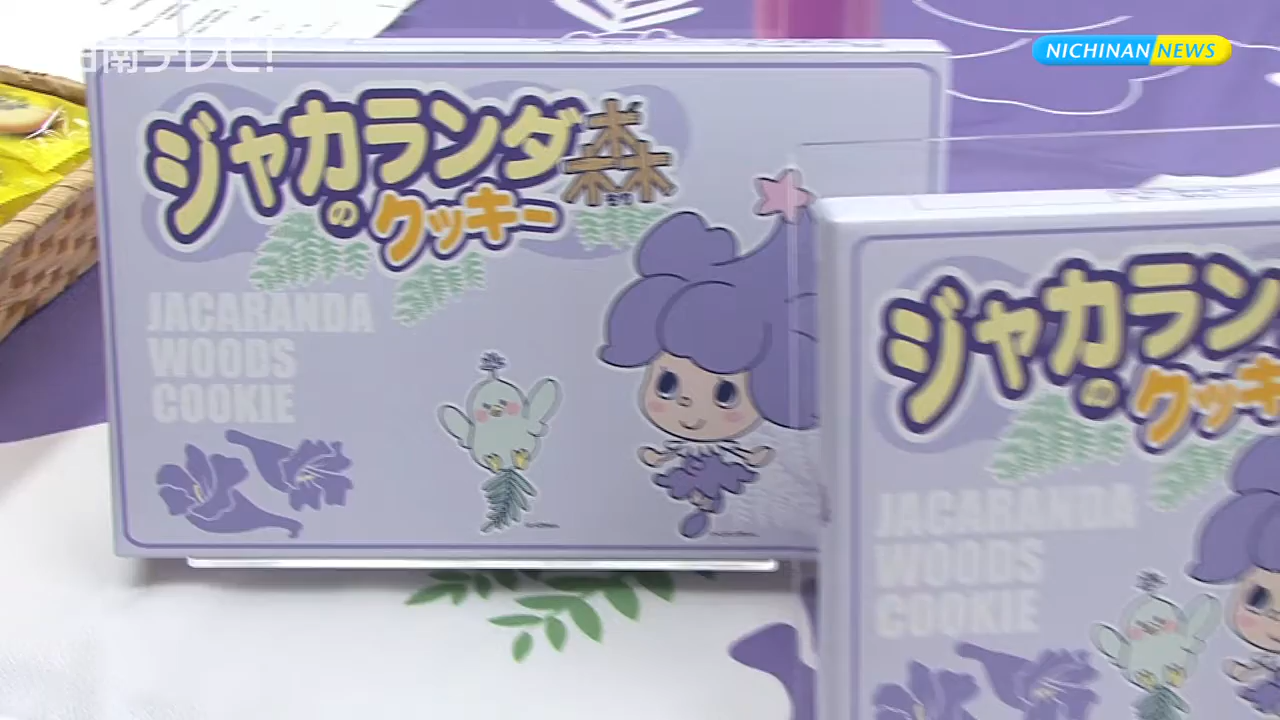 日南テレビ!
NICHINAN NEWS
ジャカランダ森
の クッキー
JACARANDA
WOODS
COOKIE
ジャカラン
の クッキ
JACARANDA
WOODS
COOKIE